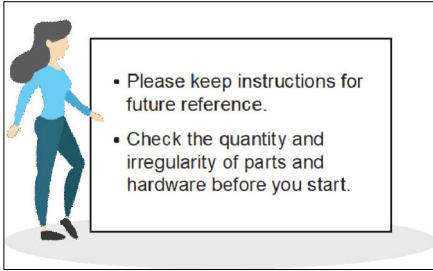 ▪ Please keep instructions for
future reference.
▪ Check the quantity and
irregularity of parts and
hardware before you start.